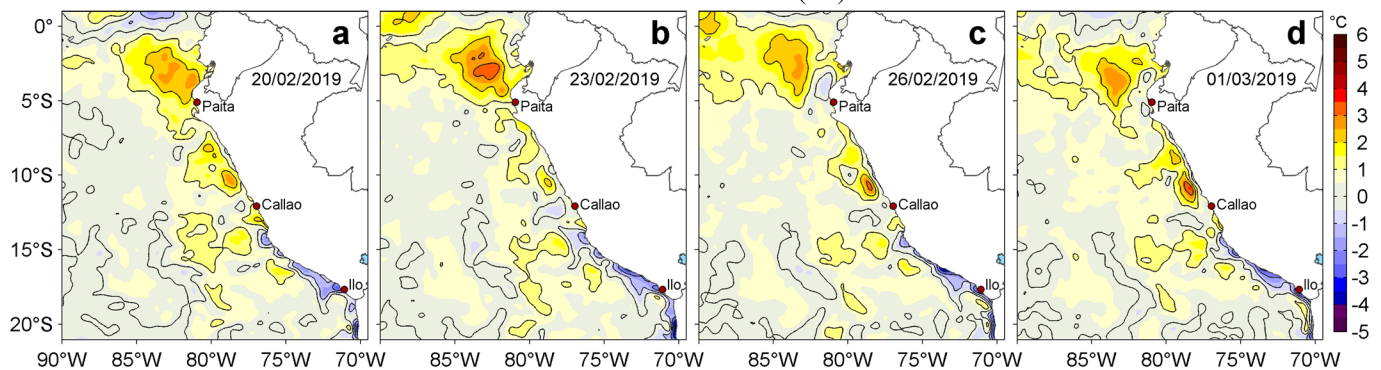 a b c d °C
20/02/2019 23/02/2019 26/02/2019 01/03/2019
0° 5°S 10°S 15°S 20°S
Paita Paita Paita Paita
Callao Callao Callao Callao
Ilo Ilo Ilo Ilo
6 5 4 3 2 1 0 -1 -2 -3 -4 -5
90°W 85°W 80°W 75°W 70°W 85°W 80°W 75°W 70°W 85°W 80°W 75°W 70°W 85°W 80°W 75°W 70°W